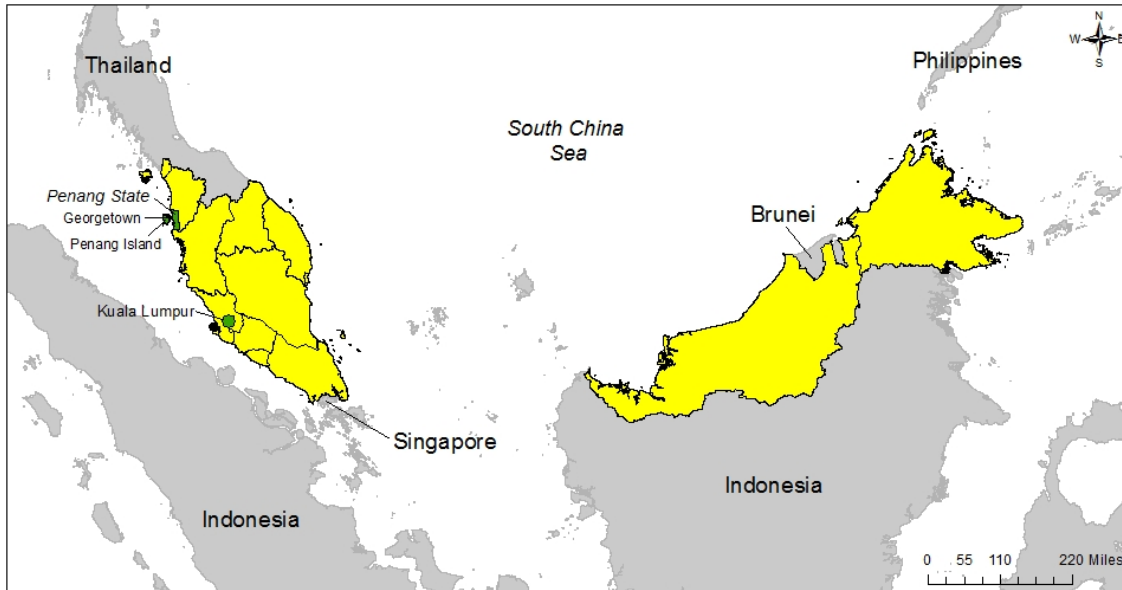 Thailand
Philippines
N
W E
S
South China
Sea
Penang State
Georgetown
Penang Island
Brunei
Kuala Lumpur
Singapore
Indonesia
Indonesia
0 55 110 220 Miles